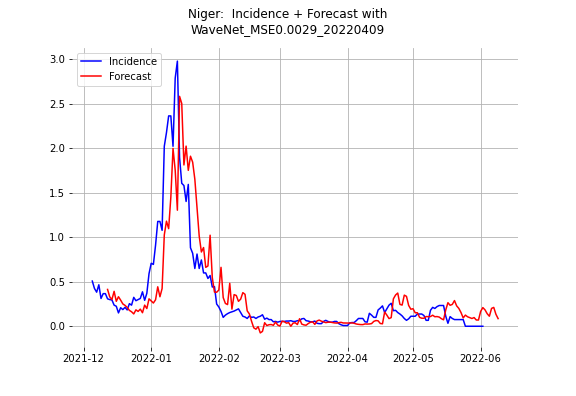 Niger:  Incidence + Forecast with
WaveNet_MSE0.0029_20220409
Incidence
Forecast
3.0
2.5
2.0
1.5
1.0
0.5
0.0
2021-12 2022-01 2022-02 2022-03 2022-04 2022-05 2022-06